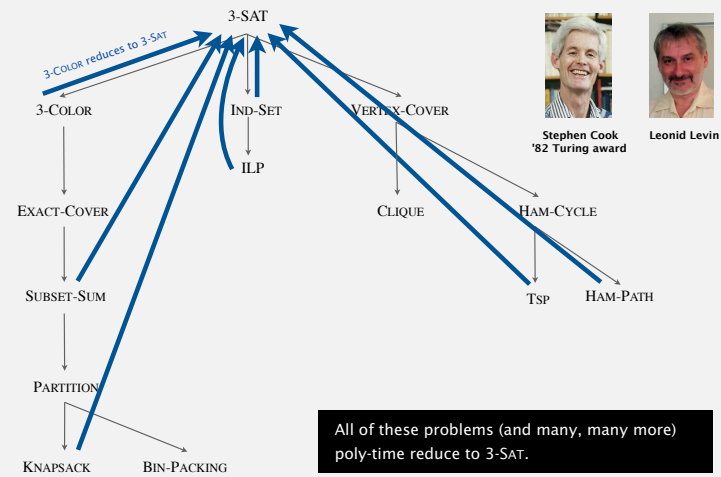 3-SAT
3-COLOR reduces to 3-SAT
3-COLOR
IND-SET
VERTEX-COVER
Stephen Cook
'82 Turing award
Leonid Levin
ILP
EXACT-COVER
CLIQUE
HAM-CYCLE
SUBSET-SUM
TSP
HAM-PATH
PARTITION
KNAPSACK
BIN-PACKING
All of these problems (and many, many more)
poly-time reduce to 3-SAT.